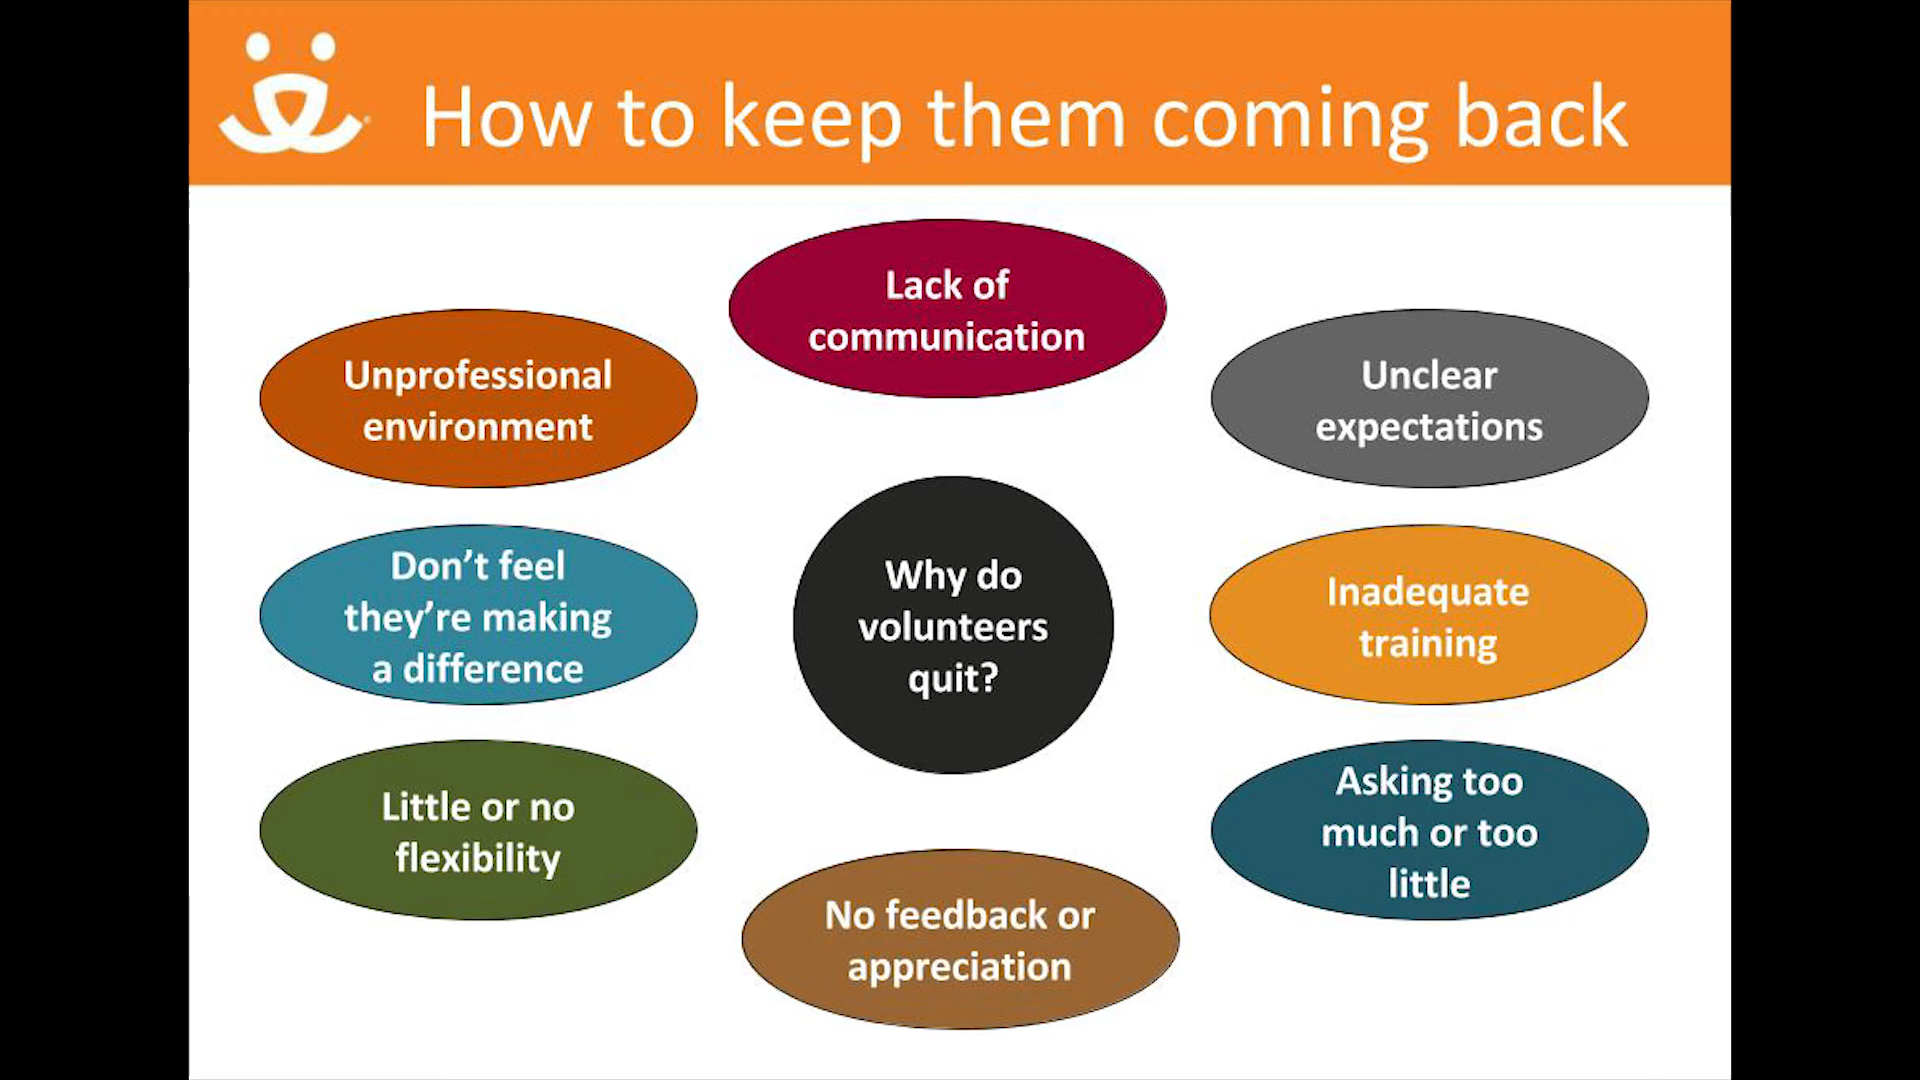 How to keep them coming back
Lack of
communication
Unprofessional
environment
Unclear
expectations
Don't feel
they're making
a difference
Why do
volunteers
quit?
Inadequate
training
Little or no
flexibility
Asking too
much or too
little
No feedback or
appreciation